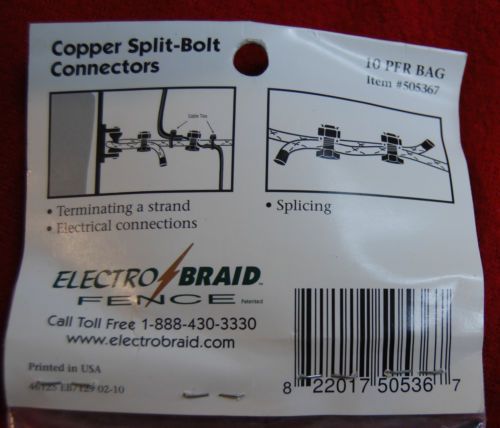 Copper Split-Bolt
Connectors
10 PER BAG
Item #505367
Cable Ties
• Terminating a strand
• Electrical connections
• Splicing
ELECTRO BRAID™
FENCE Patented
Call Toll Free 1-888-430-3330
www.electrobraid.com
Printed in USA
8 22017 50536 7